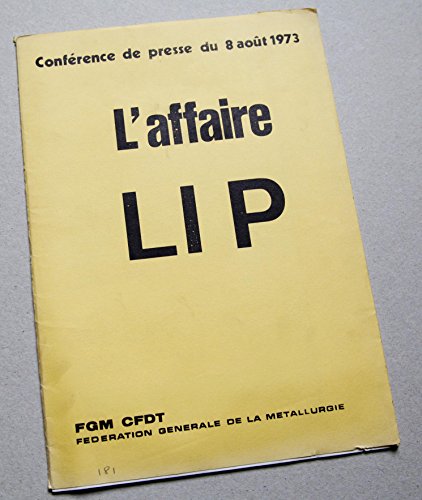 Conférence de presse du 8 août 1973
L'affaire
LIP
FGM CFDT
FEDERATION GENERALE DE LA METALLURGIE
181